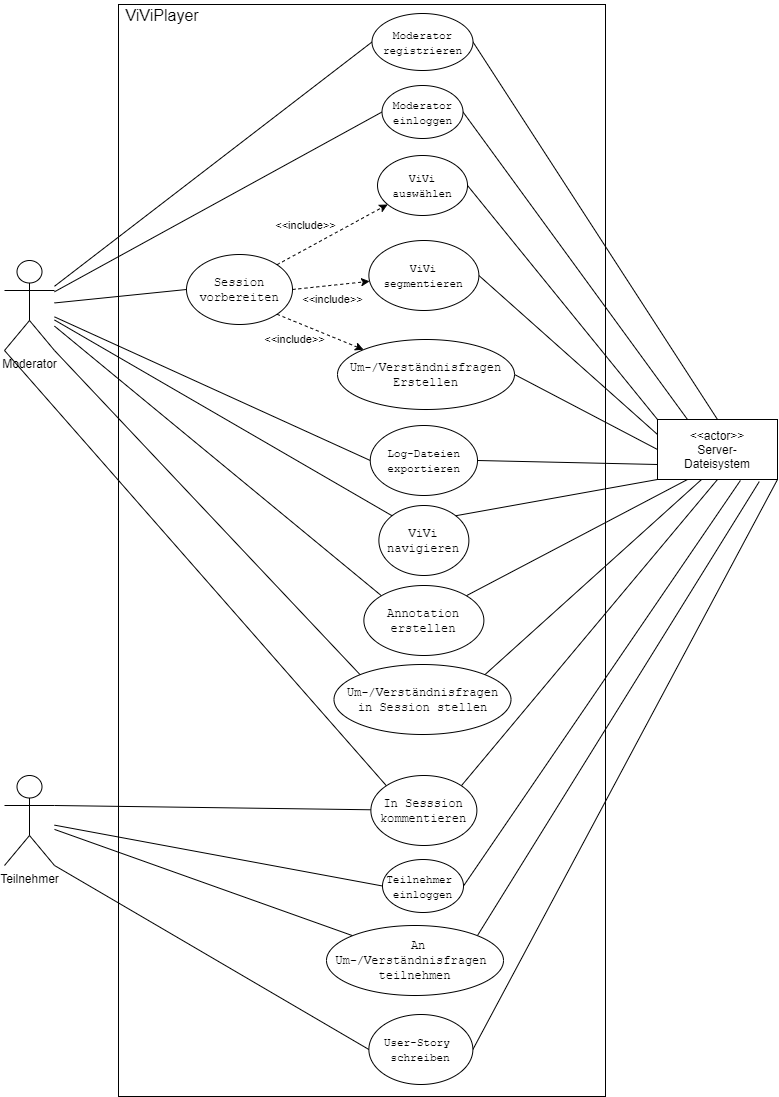 ViViPlayer
Moderator
registrieren
Moderator
einloggen
ViVi
auswählen
<<include>>
Session
vorbereiten
ViVi
segmentieren
<<include>>
<<include>>
Um-/Verständnisfragen
Erstellen
Moderator
Log-Dateien
exportieren
<<actor>>
Server-
Dateisystem
ViVi
navigieren
Annotation
erstellen
Um-/Verständnisfragen
in Session stellen
In Sesssion
kommentieren
Teilnehmer
Teilnehmer
einloggen
An
Um-/Verständnisfragen
teilnehmen
User-Story
schreiben